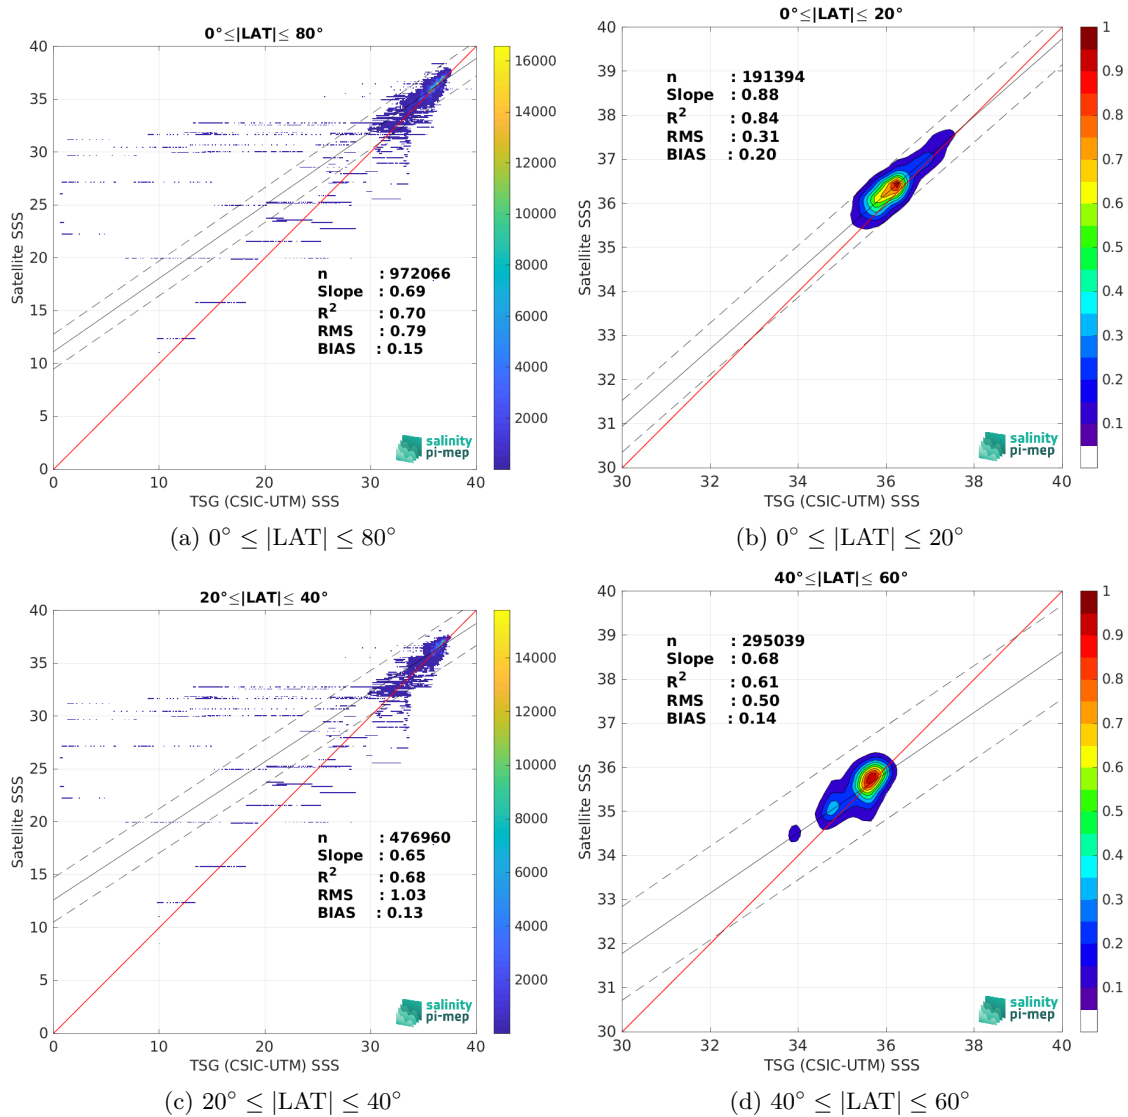 0°≤|LAT|≤ 80°
40
35
30
25
20
15
10
5
0
Satellite SSS
n : 972066
Slope : 0.69
R² : 0.70
RMS : 0.79
BIAS : 0.15
salinity
pi-mep
0 10 20 30 40
TSG (CSIC-UTM) SSS
16000
14000
12000
10000
8000
6000
4000
2000
(a) 0° ≤ |LAT| ≤ 80°
0°≤|LAT|≤ 20°
40
39
38
37
36
35
34
33
32
31
30
Satellite SSS
n : 191394
Slope : 0.88
R² : 0.84
RMS : 0.31
BIAS : 0.20
salinity
pi-mep
30 32 34 36 38 40
TSG (CSIC-UTM) SSS
1
0.9
0.8
0.7
0.6
0.5
0.4
0.3
0.2
0.1
(b) 0° ≤ |LAT| ≤ 20°
20°≤|LAT|≤ 40°
40
35
30
25
20
15
10
5
0
Satellite SSS
n : 476960
Slope : 0.65
R² : 0.68
RMS : 1.03
BIAS : 0.13
salinity
pi-mep
0 10 20 30 40
TSG (CSIC-UTM) SSS
14000
12000
10000
8000
6000
4000
2000
(c) 20° ≤ |LAT| ≤ 40°
40°≤|LAT|≤ 60°
40
39
38
37
36
35
34
33
32
31
30
Satellite SSS
n : 295039
Slope : 0.68
R² : 0.61
RMS : 0.50
BIAS : 0.14
salinity
pi-mep
30 32 34 36 38 40
TSG (CSIC-UTM) SSS
1
0.9
0.8
0.7
0.6
0.5
0.4
0.3
0.2
0.1
(d) 40° ≤ |LAT| ≤ 60°